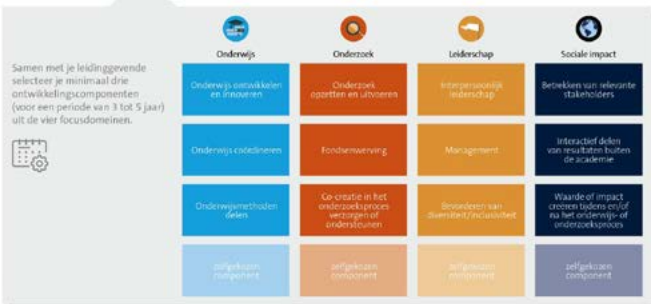 Onderwijs
Onderzoek
Leiderschap
Sociale impact
Samen met je leidinggevende
selecteer je minimaal drie
ontwikkelingscomponenten
(voor een periode van 3 tot 5 jaar)
uit de vier focusdomeinen.
Onderwijs ontwikkelen
en innoveren
Onderzoek
opzetten en uitvoeren
Interpersoonlijk
leiderschap
Betrekken van relevante
stakeholders
Onderwijs coördineren
Fondsenwerving
Management
Interactief delen
van resultaten buiten
de academie
Onderwijsmethoden
delen
Co-creatie in het
onderzoeksproces
verzorgen of
ondersteunen
Bevorderen van
diversiteit/inclusiviteit
Waarde of impact
creëren tijdens en/of
na het onderwijs- of
onderzoeksproces
zelfgekozen
component
zelfgekozen
component
zelfgekozen
component
zelfgekozen
component